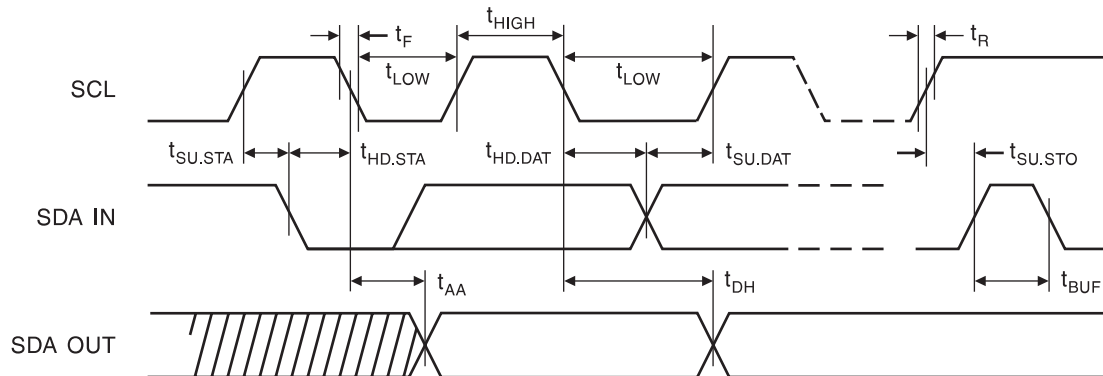 tHIGH
tF
tR
tLOW
tLOW
SCL
tSU.STA
tHD.STA
tHD.DAT
tSU.DAT
tSU.STO
SDA IN
tAA
tDH
tBUF
SDA OUT